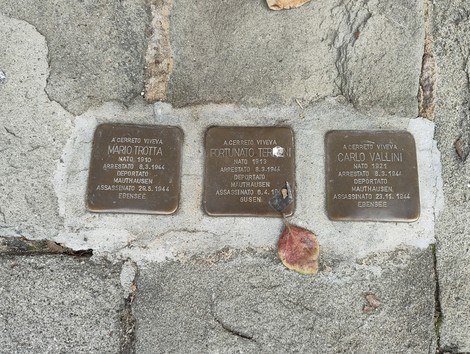 A CERRETO VIVEVA
MARIO TROTTA
NATO 1910
ARRESTATO 8.3.1944
DEPORTATO
MAUTHAUSEN
ASSASSINATO 26.5.1944
EBENSEE
A CERRETO VIVEVA
FORTUNATO
NATO 1913
ARRESTATO 8.3.1944
DEPORTATO
MAUTHAUSEN
ASSASSINATO
GUSEN
A CERRETO VIVEVA
CARLO VALLINI
NATO 1921
ARRESTATO 8.3.1944
DEPORTATO
MAUTHAUSEN
ASSASSINATO 23.10.1944
EBENSEE